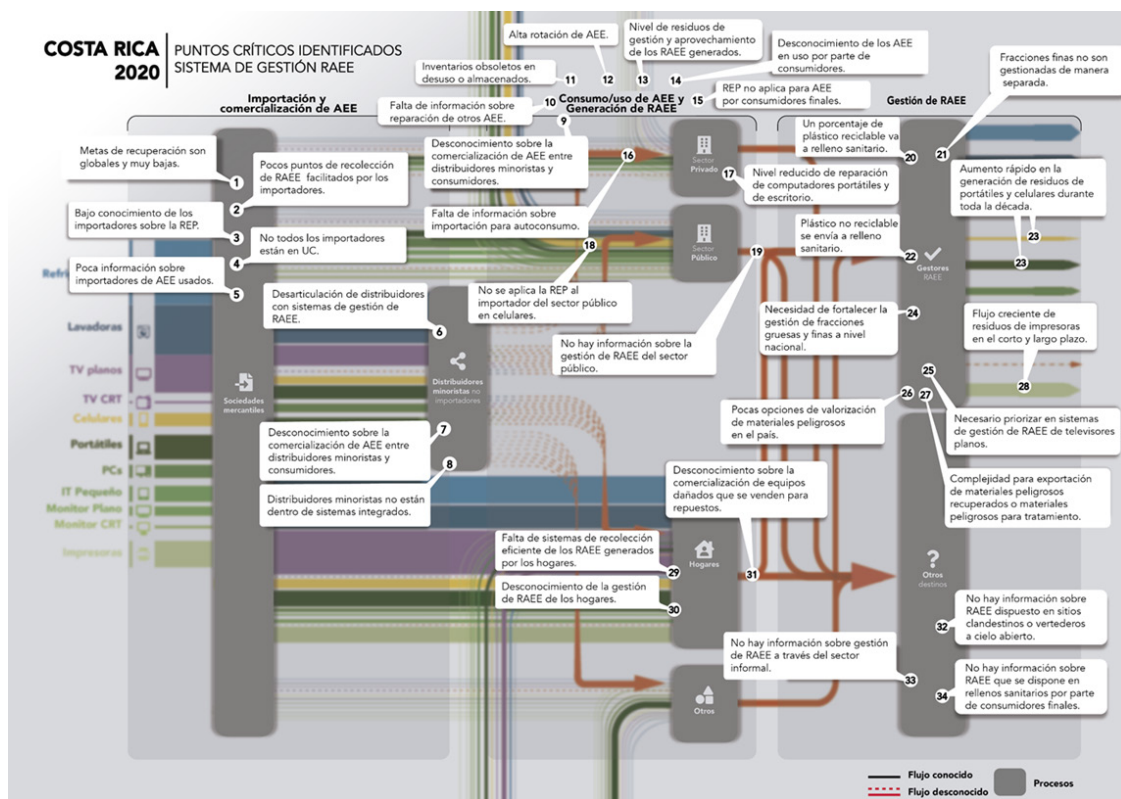 COSTA RICA
2020
PUNTOS CRÍTICOS IDENTIFICADOS
SISTEMA DE GESTIÓN RAEE
Importación y
comercialización de AEE
Consumo/uso de AEE y
Generación de RAEE
Gestión de RAEE
Alta rotación de AEE.
12
Nivel de residuos de
gestión y aprovechamiento
de los RAEE generados.
13
Desconocimiento de los AEE
en uso por parte de
consumidores.
14
Inventarios obsoletos en
desuso o almacenados.
11
REP no aplica para AEE
por consumidores finales.
15
Falta de información sobre
reparación de otros AEE.
10
9
Desconocimiento sobre la
comercialización de AEE entre
distribuidores minoristas y
consumidores.
16
Falta de información sobre
importación para autoconsumo.
Fracciones finas no son
gestionadas de manera
separada.
21
Un porcentaje de
plástico reciclable va
a relleno sanitario.
20
Metas de recuperación son
globales y muy bajas.
1
Pocos puntos de recolección
de RAEE facilitados por los
importadores.
2
Bajo conocimiento de los
importadores sobre la REP.
3
No todos los importadores
están en UC.
4
Poca información sobre
importadores de AEE usados.
5
Sector
Privado
17
Nivel reducido de reparación
de computadores portátiles y
de escritorio.
Aumento rápido en la
generación de residuos de
portátiles y celulares durante
toda la década.
23
23
Plástico no reciclable
se envía a relleno
sanitario.
22
Gestores
RAEE
Sector
Público
18
19
No se aplica la REP al
importador del sector público
en celulares.
Desarticulación de distribuidores
con sistemas de gestión de
RAEE.
6
No hay información sobre la
gestión de RAEE del sector
público.
Necesidad de fortalecer la
gestión de fracciones
gruesas y finas a nivel
nacional.
24
Flujo creciente de
residuos de impresoras
en el corto y largo plazo.
28
Lavadoras
TV planos
TV CRT
Celulares
Portátiles
PCs
IT Pequeño
Monitor Plano
Monitor CRT
Impresoras
Sociedades
mercantiles
Distribuidores
minoristas no
importadores
7
Desconocimiento sobre la
comercialización de AEE entre
distribuidores minoristas y
consumidores.
8
Distribuidores minoristas no están
dentro de sistemas integrados.
25
26
27
Pocas opciones de valorización
de materiales peligrosos
en el país.
Necesario priorizar en sistemas
de gestión de RAEE de televisores
planos.
Complejidad para exportación
de materiales peligrosos
recuperados o materiales
peligrosos para tratamiento.
Desconocimiento sobre la
comercialización de equipos
dañados que se venden para
repuestos.
31
Falta de sistemas de recolección
eficiente de los RAEE generados
por los hogares.
29
Desconocimiento de la gestión
de RAEE de los hogares.
30
Hogares
Otros
destinos
No hay información sobre
RAEE dispuesto en sitios
clandestinos o vertederos
a cielo abierto.
32
No hay información sobre gestión
de RAEE a través del sector
informal.
33
No hay información sobre
RAEE que se dispone en
rellenos sanitarios por parte
de consumidores finales.
34
Otros
Flujo conocido
Flujo desconocido
Procesos